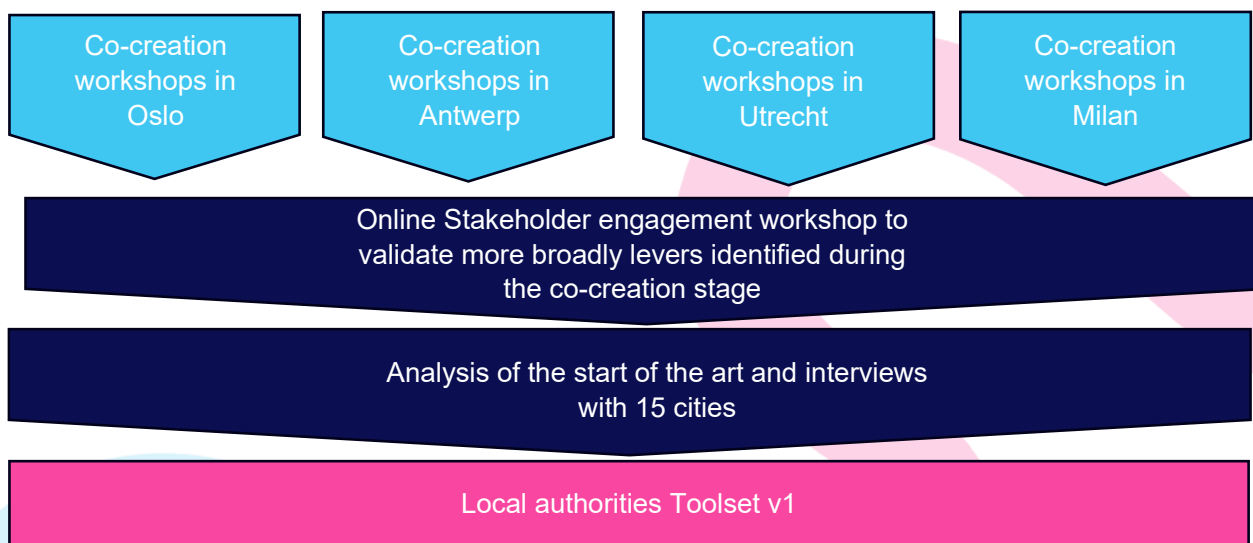 Co-creation
workshops in
Oslo
Co-creation
workshops in
Antwerp
Co-creation
workshops in
Utrecht
Co-creation
workshops in
Milan
Online Stakeholder engagement workshop to
validate more broadly levers identified during
the co-creation stage
Analysis of the start of the art and interviews
with 15 cities
Local authorities Toolset v1